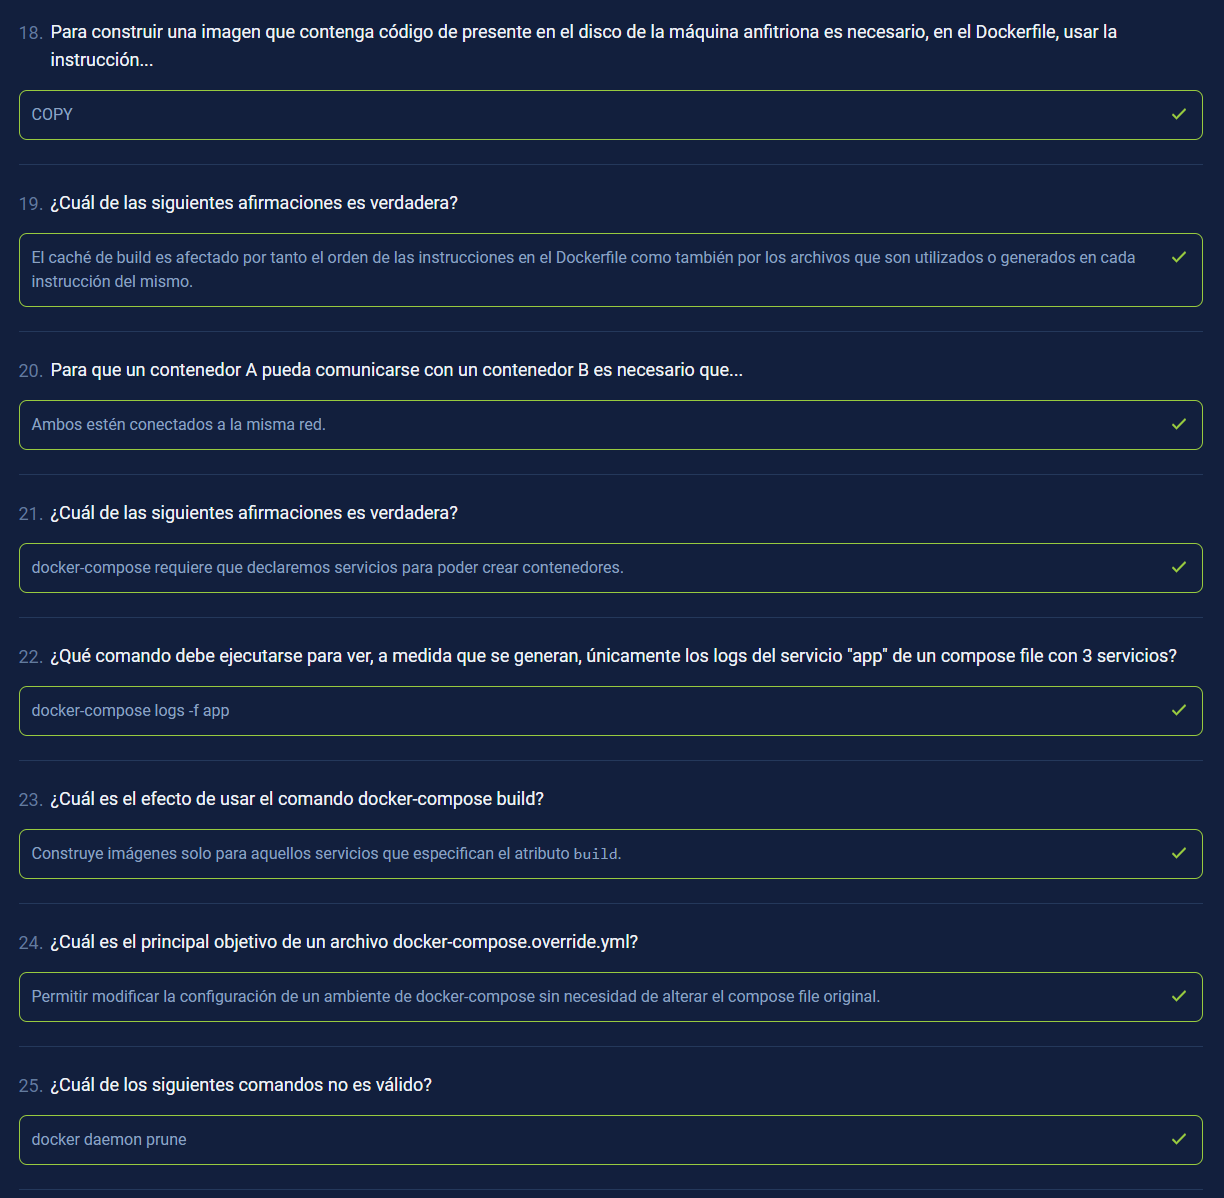 18. Para construir una imagen que contenga código de presente en el disco de la máquina anfitriona es necesario, en el Dockerfile, usar la
instrucción...
COPY
19. ¿Cuál de las siguientes afirmaciones es verdadera?
El caché de build es afectado por tanto el orden de las instrucciones en el Dockerfile como también por los archivos que son utilizados o generados en cada
instrucción del mismo.
20. Para que un contenedor A pueda comunicarse con un contenedor B es necesario que...
Ambos estén conectados a la misma red.
21. ¿Cuál de las siguientes afirmaciones es verdadera?
docker-compose requiere que declaremos servicios para poder crear contenedores.
22. ¿Qué comando debe ejecutarse para ver, a medida que se generan, únicamente los logs del servicio "app" de un compose file con 3 servicios?
docker-compose logs -f app
23. ¿Cuál es el efecto de usar el comando docker-compose build?
Construye imágenes solo para aquellos servicios que especifican el atributo build.
24. ¿Cuál es el principal objetivo de un archivo docker-compose.override.yml?
Permitir modificar la configuración de un ambiente de docker-compose sin necesidad de alterar el compose file original.
25. ¿Cuál de los siguientes comandos no es válido?
docker daemon prune